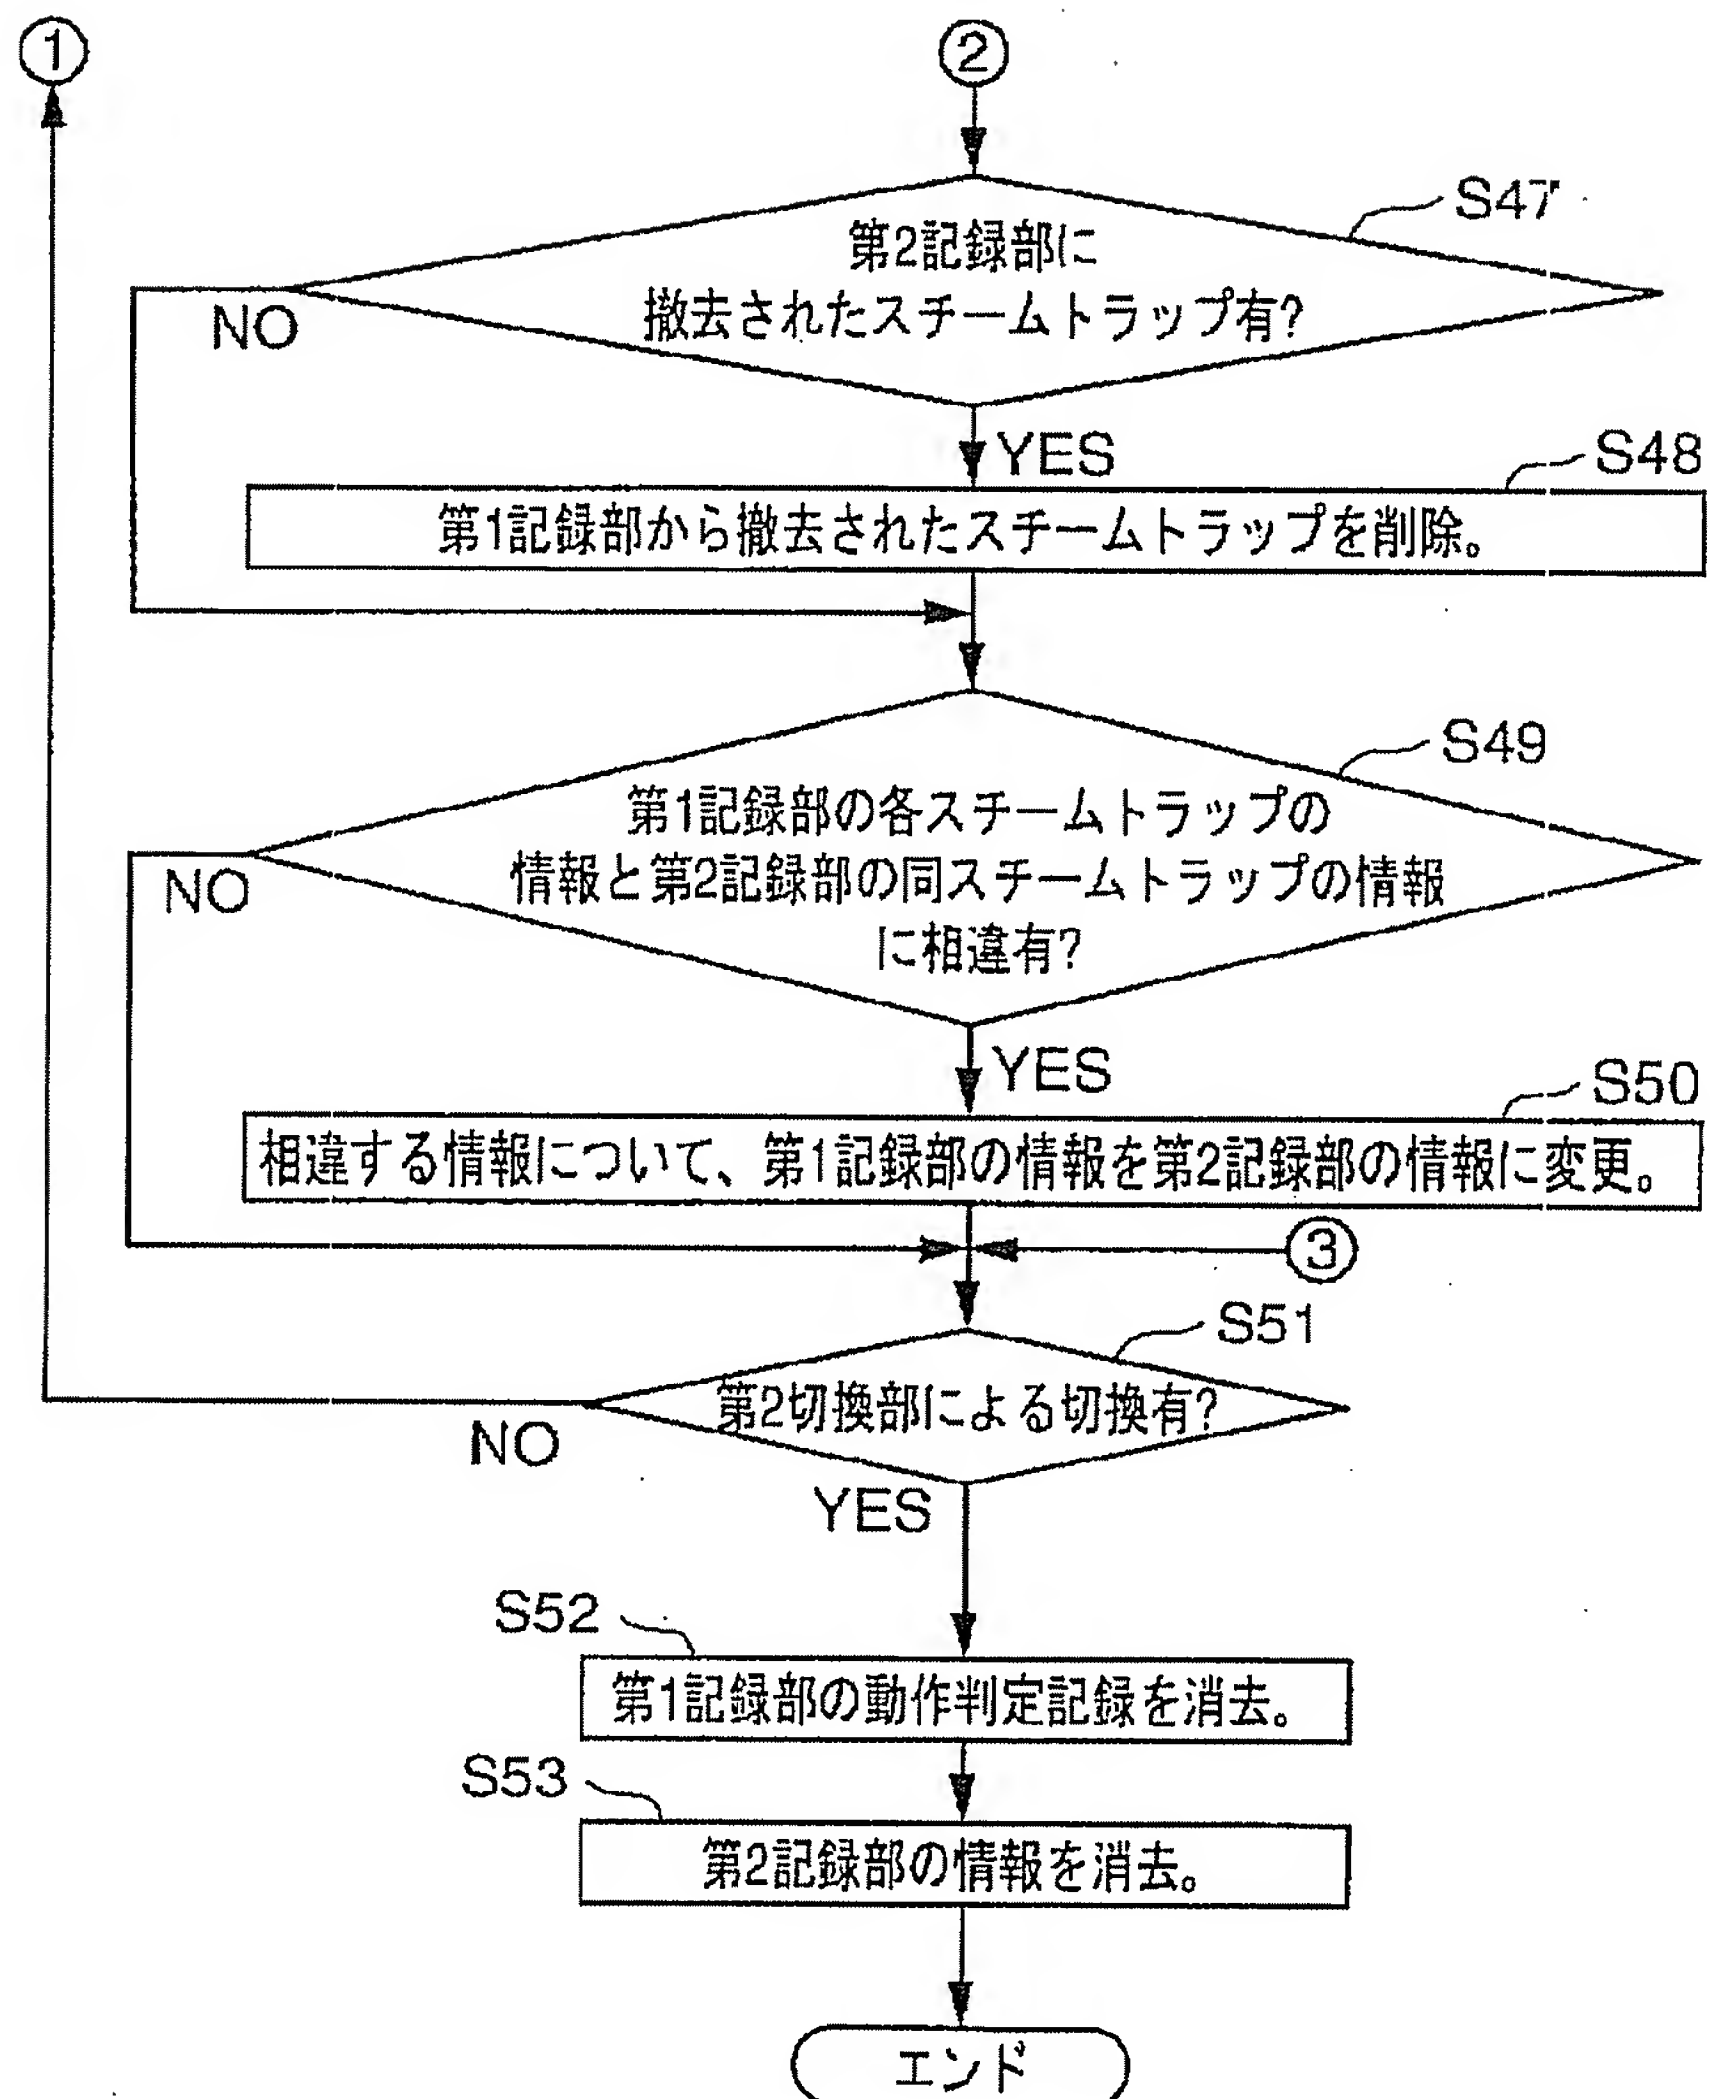 ①
②
S47
第2記録部に
撤去されたスチームトラップ有?
NO
YES
S48
第1記録部から撤去されたスチームトラップを削除。
S49
第1記録部の各スチームトラップの
情報と第2記録部の同スチームトラップの情報
に相違有?
NO
YES
S50
相違する情報について、第1記録部の情報を第2記録部の情報に変更。
③
S51
第2切換部による切換有?
NO
YES
S52
第1記録部の動作判定記録を消去。
S53
第2記録部の情報を消去。
エンド